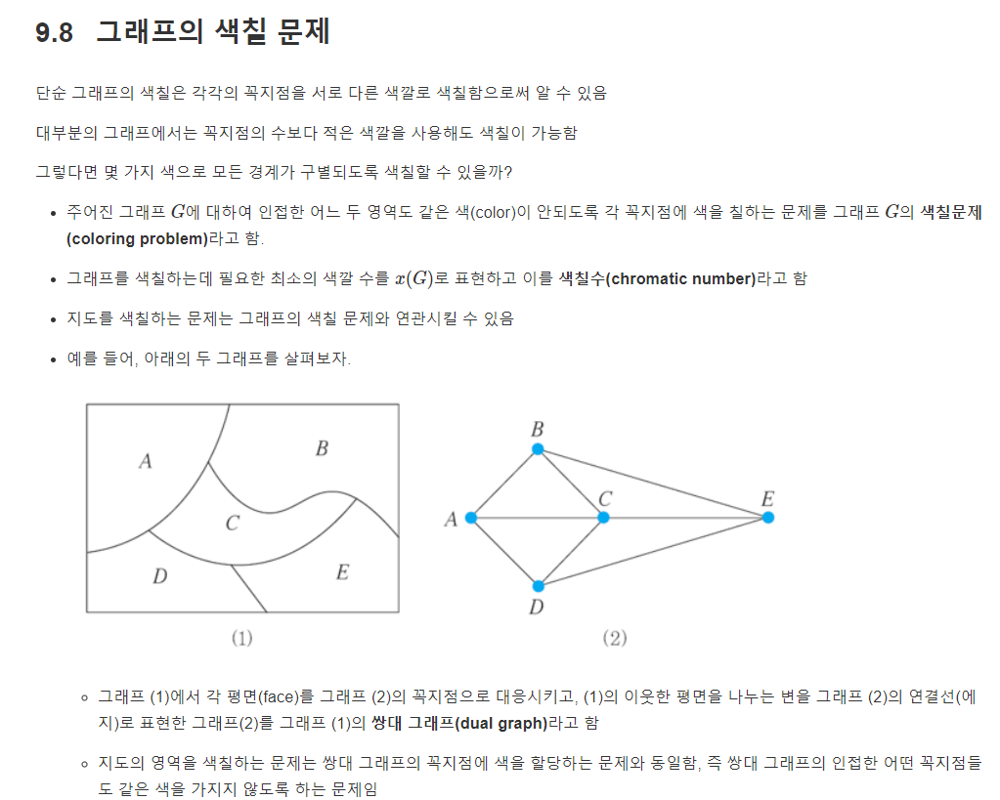 9.8 그래프의 색칠 문제
단순 그래프의 색칠은 각각의 꼭지점을 서로 다른 색깔로 색칠함으로써 알 수 있음
대부분의 그래프에서는 꼭지점의 수보다 적은 색깔을 사용해도 색칠이 가능함
그렇다면 몇 가지 색으로 모든 경계가 구별되도록 색칠할 수 있을까?
• 주어진 그래프 G에 대하여 인접한 어느 두 영역도 같은 색(color)이 안되도록 각 꼭지점에 색을 칠하는 문제를 그래프 G의 색칠문제
(coloring problem)라고 함.
• 그래프를 색칠하는데 필요한 최소의 색깔 수를 x(G)로 표현하고 이를 색칠수(chromatic number)라고 함
• 지도를 색칠하는 문제는 그래프의 색칠 문제와 연관시킬 수 있음
• 예를 들어, 아래의 두 그래프를 살펴보자.
A
B
C
D
E
(1)
B
A
C
E
D
(2)
◦ 그래프 (1)에서 각 평면(face)를 그래프 (2)의 꼭지점으로 대응시키고, (1)의 이웃한 평면을 나누는 변을 그래프 (2)의 연결선(에
지)로 표현한 그래프(2)를 그래프 (1)의 쌍대 그래프(dual graph)라고 함
◦ 지도의 영역을 색칠하는 문제는 쌍대 그래프의 꼭지점에 색을 할당하는 문제와 동일함, 즉 쌍대 그래프의 인접한 어떤 꼭지점들
도 같은 색을 가지지 않도록 하는 문제임